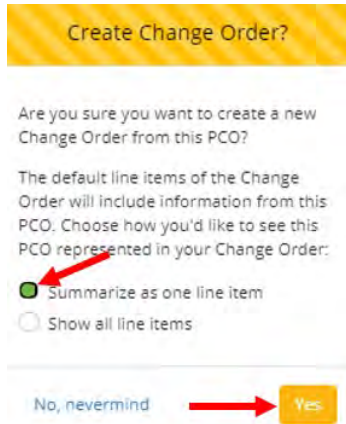 Create Change Order?
Are you sure you want to create a new
Change Order from this PCO?
The default line items of the Change
Order will include information from this
PCO. Choose how you'd like to see this
PCO represented in your Change Order:
Summarize as one line item
Show all line items
No, nevermind
Yes